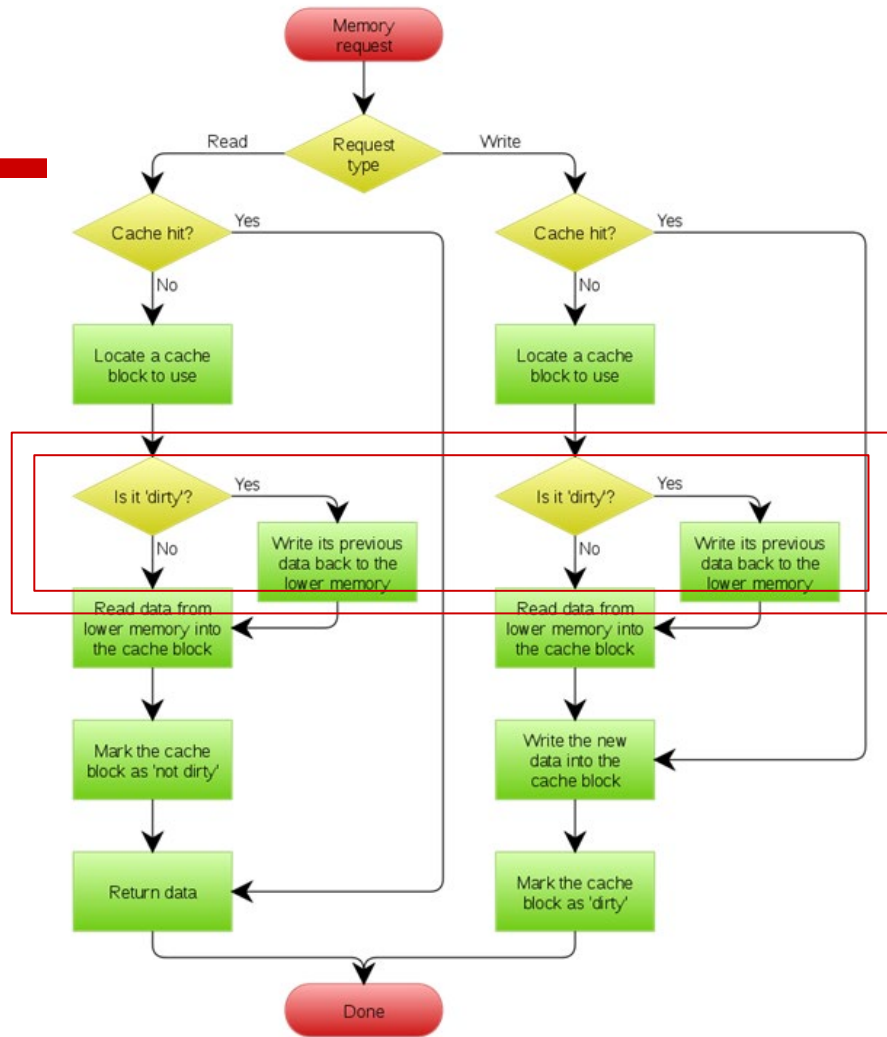 Memory
request
Request
type
Read
Write
Cache hit?
Yes
No
Cache hit?
Yes
No
Locate a cache
block to use
Locate a cache
block to use
Is it 'dirty'?
Yes
No
Write its previous
data back to the
lower memory
Is it 'dirty'?
Yes
No
Write its previous
data back to the
lower memory
Read data from
lower memory into
the cache block
Read data from
lower memory into
the cache block
Mark the cache
block as 'not dirty'
Write the new
data into the
cache block
Return data
Mark the cache
block as 'dirty'
Done